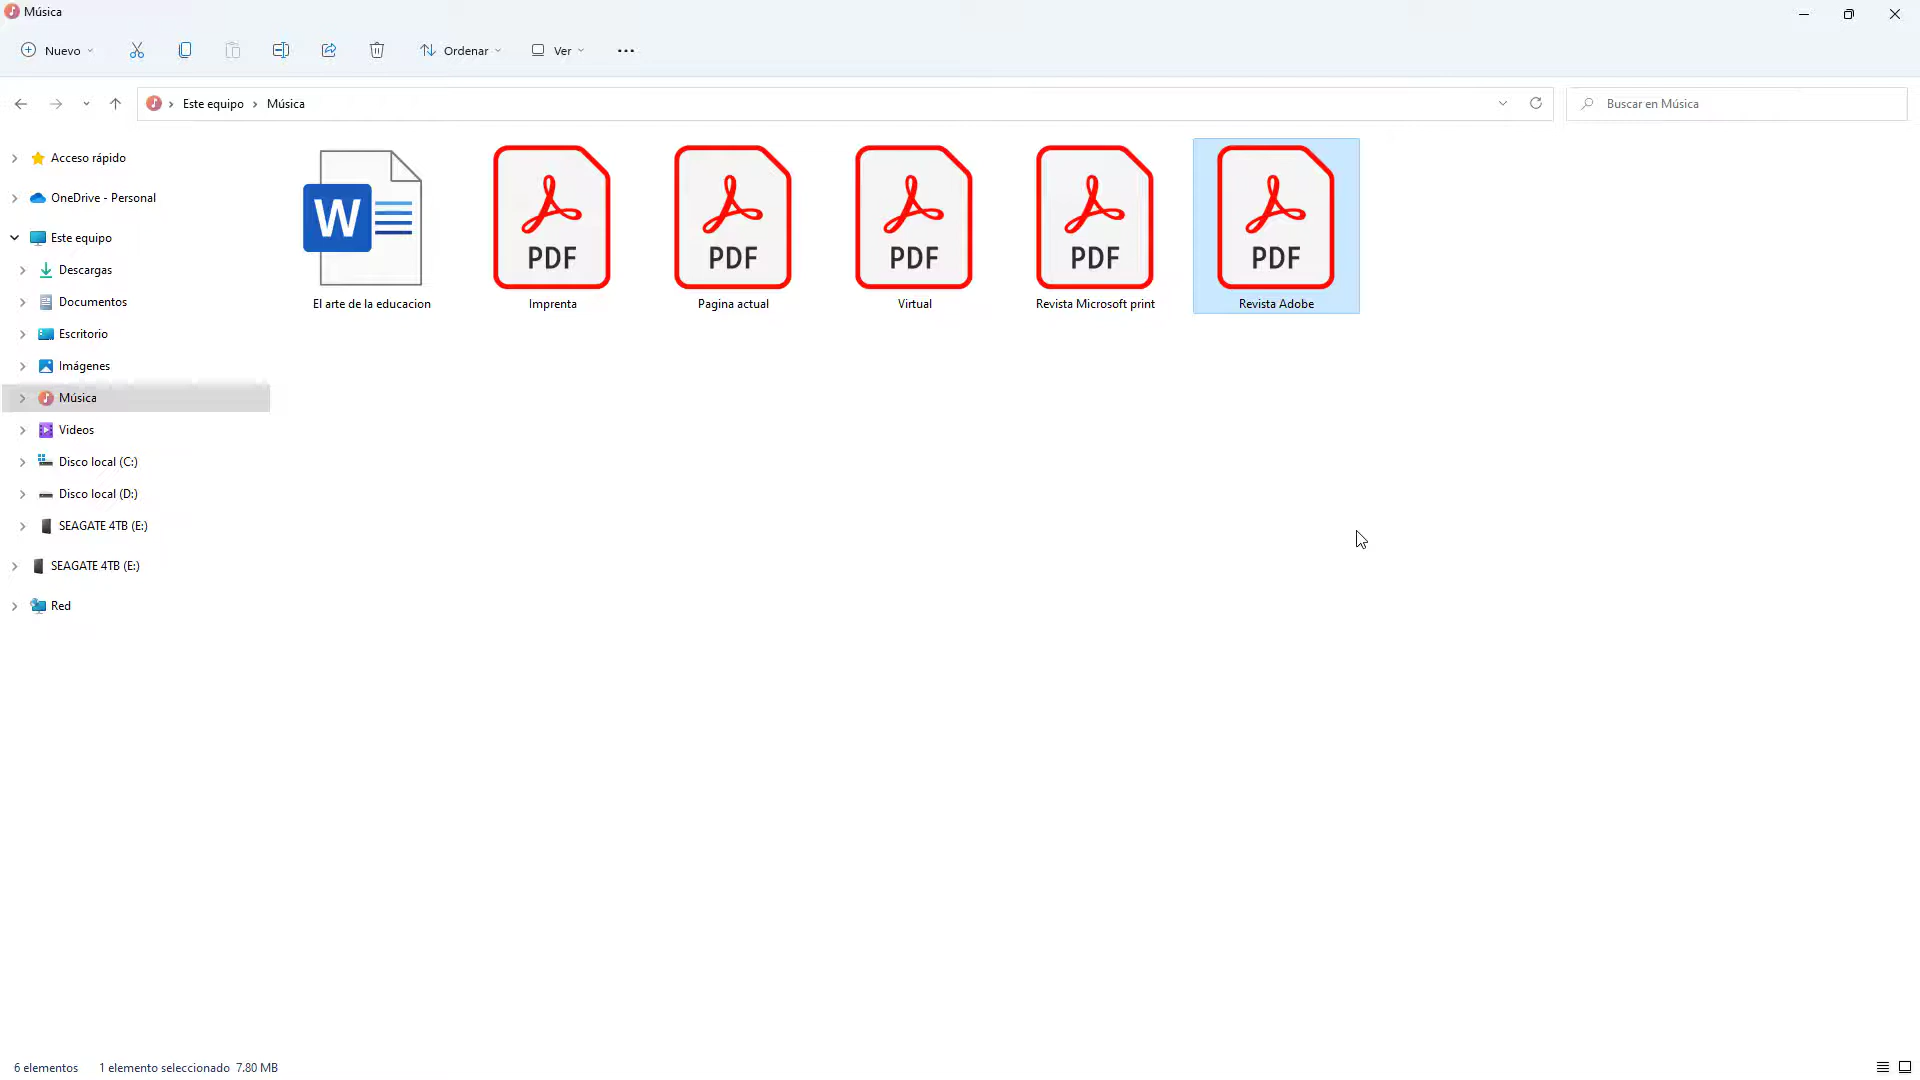 Música
Nuevo
Ordenar
Ver
Este equipo
Música
Buscar en Música
Acceso rápido
OneDrive - Personal
Este equipo
Descargas
Documentos
Escritorio
Imágenes
Música
Videos
Disco local (C:)
Disco local (D:)
SEAGATE 4TB (E:)
SEAGATE 4TB (E:)
Red
W
PDF
PDF
PDF
PDF
PDF
El arte de la educacion
Imprenta
Pagina actual
Virtual
Revista Microsoft print
Revista Adobe
6 elementos
1 elemento seleccionado 7.80 MB